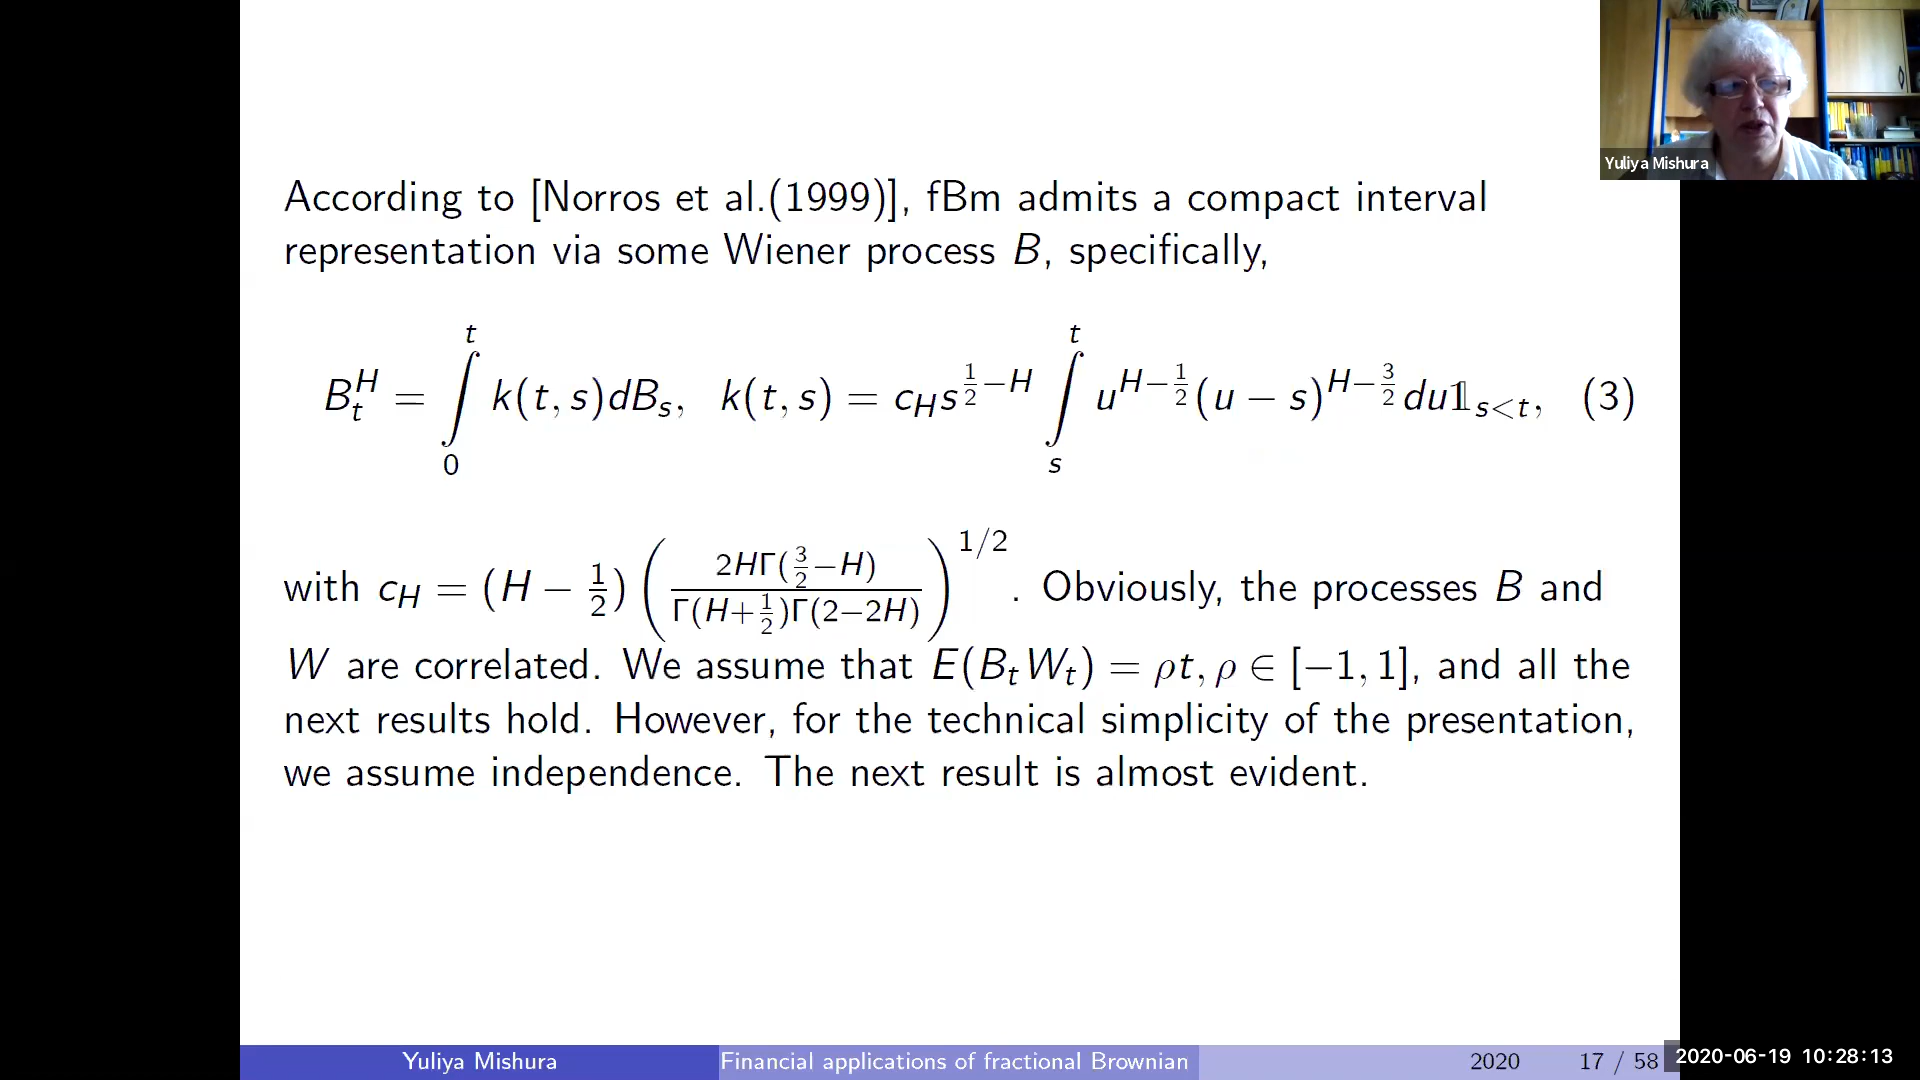 Yuliya Mishura
According to [Norros et al.(1999)], fBm admits a compact interval
representation via some Wiener process B, specifically,
B_t^H = ∫_0^t k(t, s)dB_s,  k(t, s) = c_H s^{1/2−H} ∫_s^t u^{H−1/2}(u − s)^{H−3/2} du𝟙_{s<t},  (3)
with c_H = (H − 1/2) (2HΓ(3/2−H) / Γ(H+1/2)Γ(2−2H))^{1/2}. Obviously, the processes B and
W are correlated. We assume that E(B_t W_t) = ρt, ρ ∈ [−1, 1], and all the
next results hold. However, for the technical simplicity of the presentation,
we assume independence. The next result is almost evident.
Yuliya Mishura Financial applications of fractional Brownian 2020 17 / 58
2020-06-19 10:28:13